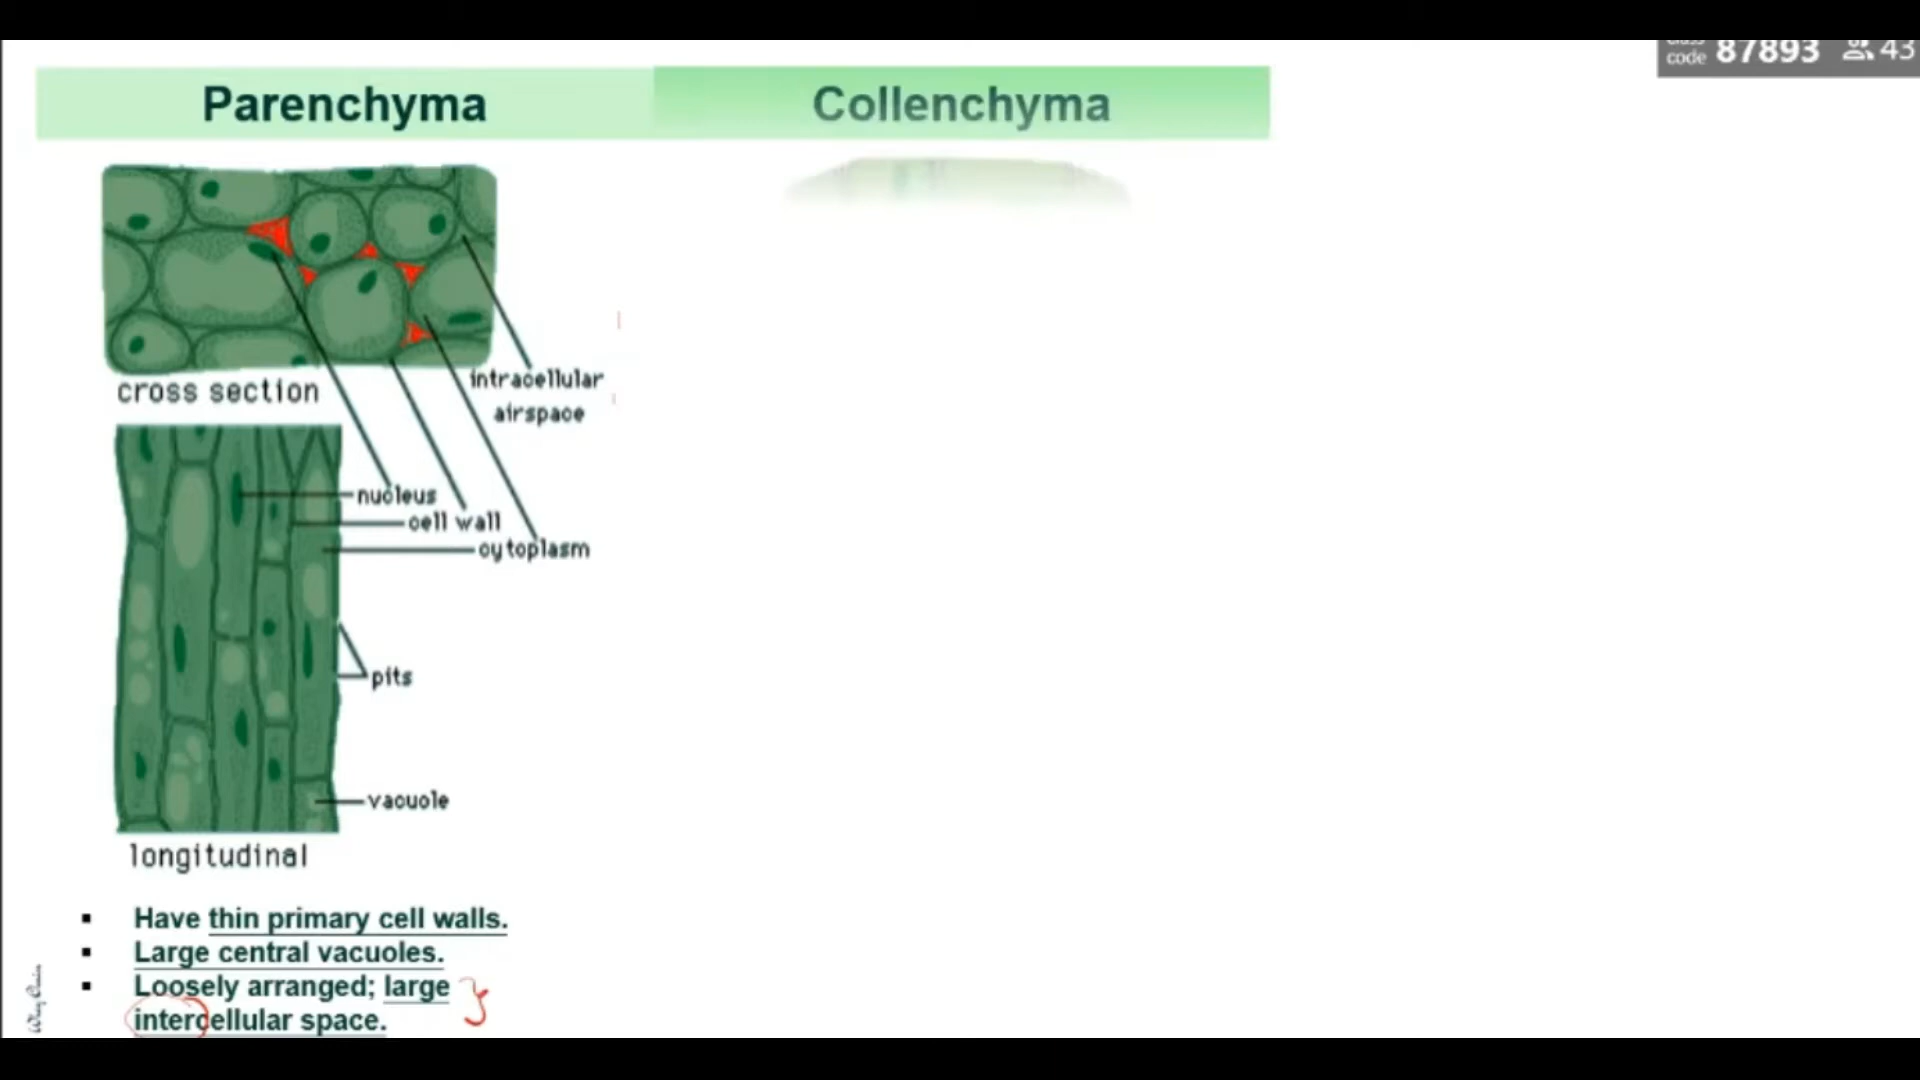 class
code 87893 43
Parenchyma
Collenchyma
intracellular
airspace
cross section
nucleus
cell wall
cytoplasm
pits
vacuole
longitudinal
▪ Have thin primary cell walls.
▪ Large central vacuoles.
▪ Loosely arranged; large
intercellular space.